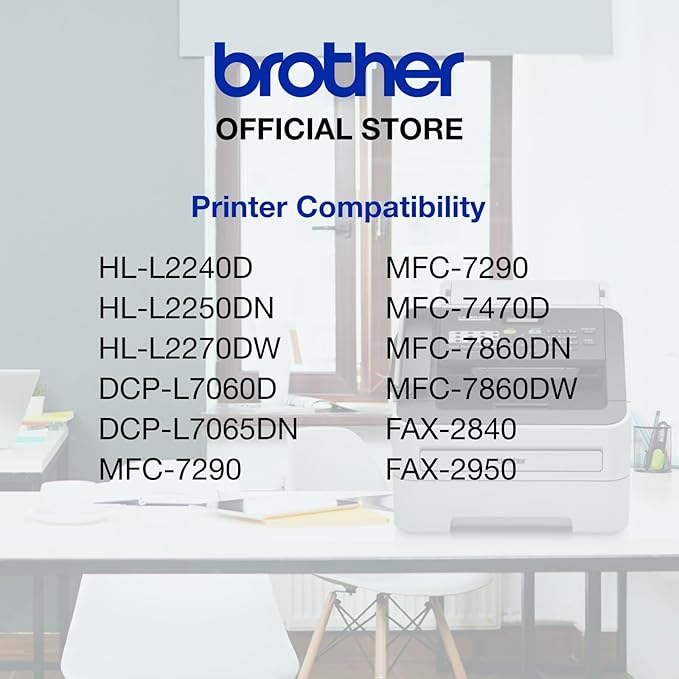 brother
OFFICIAL STORE
Printer Compatibility
HL-L2240D
HL-L2250DN
HL-L2270DW
DCP-L7060D
DCP-L7065DN
MFC-7290
MFC-7290
MFC-7470D
MFC-7860DN
MFC-7860DW
FAX-2840
FAX-2950